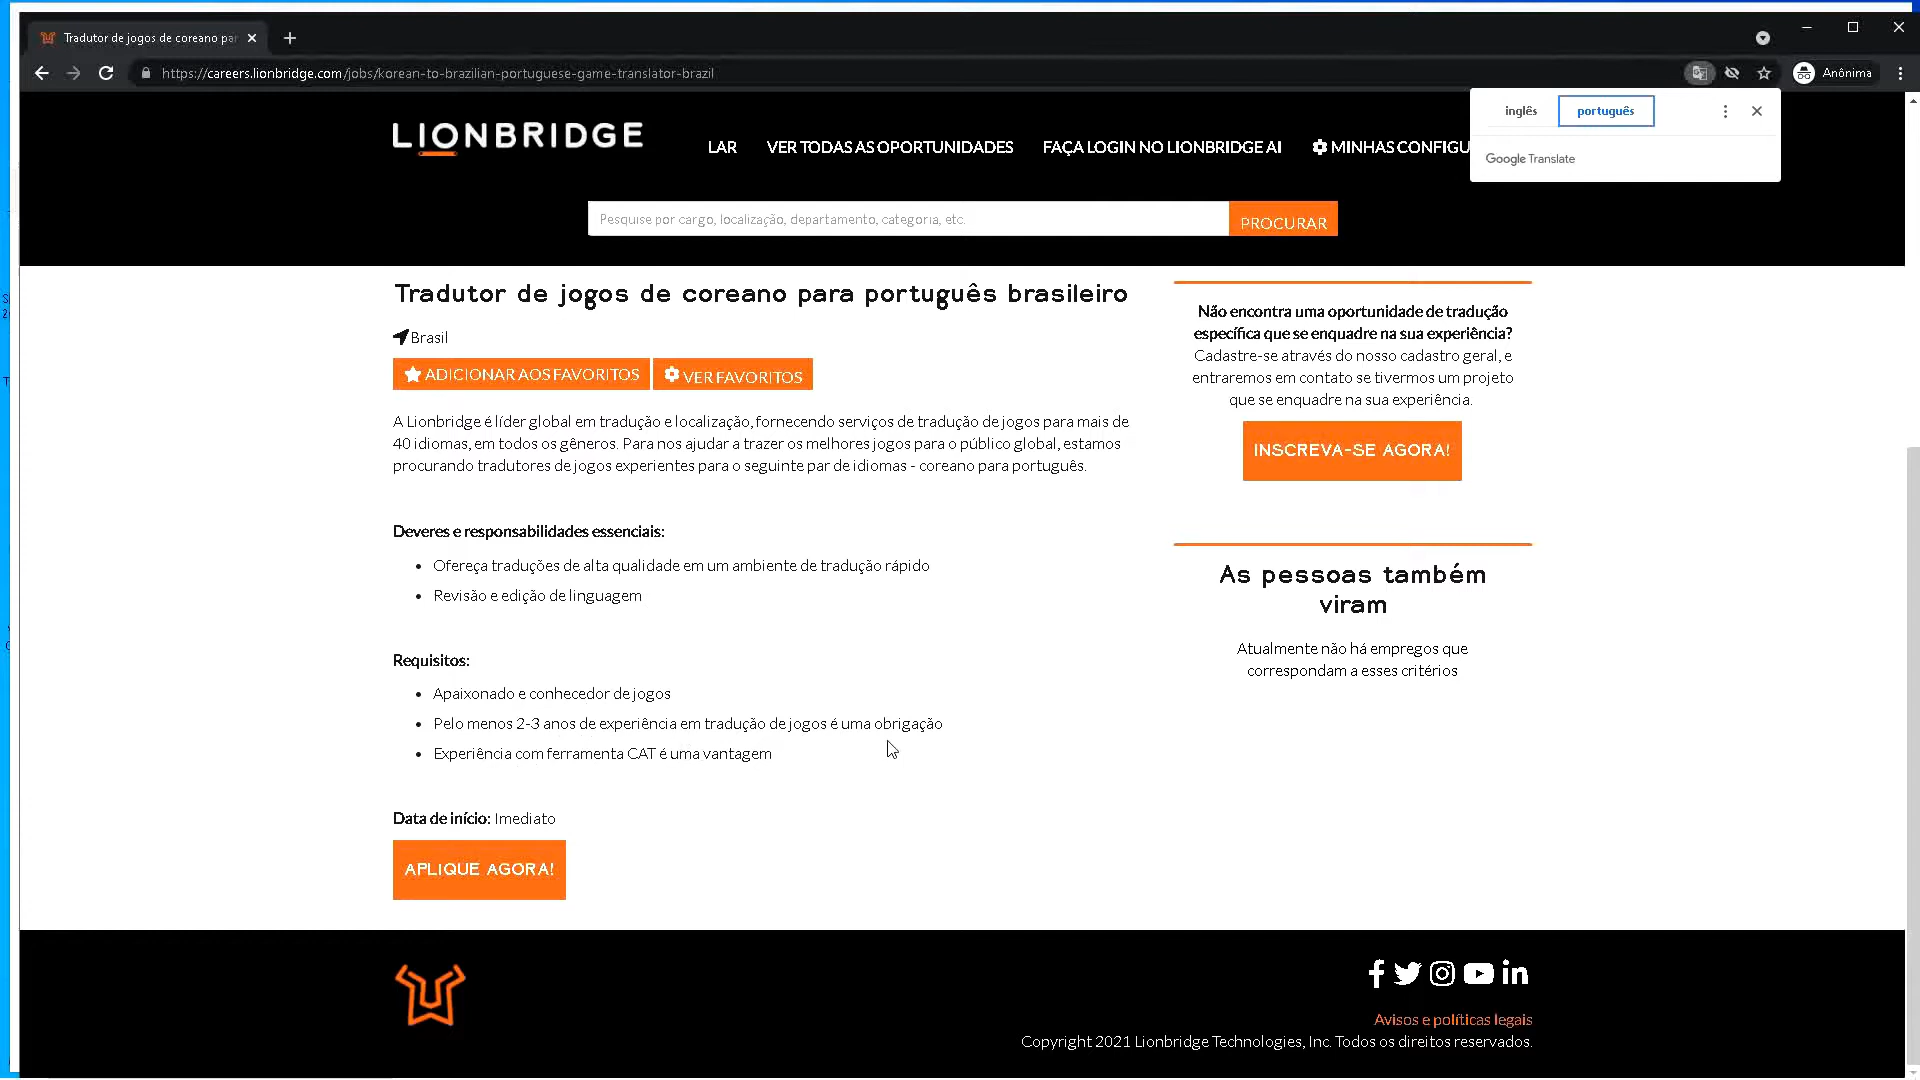 Tradutor de jogos de coreano par
https://careers.lionbridge.com/jobs/korean-to-brazilian-portuguese-game-translator-brazil
Anônima
inglês português
Google Translate
LIONBRIDGE
LAR VER TODAS AS OPORTUNIDADES FAÇA LOGIN NO LIONBRIDGE AI MINHAS CONFIGU
Pesquise por cargo, localização, departamento, categoria, etc.
PROCURAR
Tradutor de jogos de coreano para português brasileiro
Brasil
ADICIONAR AOS FAVORITOS VER FAVORITOS
A Lionbridge é líder global em tradução e localização, fornecendo serviços de tradução de jogos para mais de
40 idiomas, em todos os gêneros. Para nos ajudar a trazer os melhores jogos para o público global, estamos
procurando tradutores de jogos experientes para o seguinte par de idiomas - coreano para português.
Deveres e responsabilidades essenciais:
Ofereça traduções de alta qualidade em um ambiente de tradução rápido
Revisão e edição de linguagem
Requisitos:
Apaixonado e conhecedor de jogos
Pelo menos 2-3 anos de experiência em tradução de jogos é uma obrigação
Experiência com ferramenta CAT é uma vantagem
Data de início: Imediato
APLIQUE AGORA!
Não encontra uma oportunidade de tradução
específica que se enquadre na sua experiência?
Cadastre-se através do nosso cadastro geral, e
entraremos em contato se tivermos um projeto
que se enquadre na sua experiência.
INSCREVA-SE AGORA!
As pessoas também
viram
Atualmente não há empregos que
correspondam a esses critérios
Avisos e políticas legais
Copyright 2021 Lionbridge Technologies, Inc. Todos os direitos reservados.